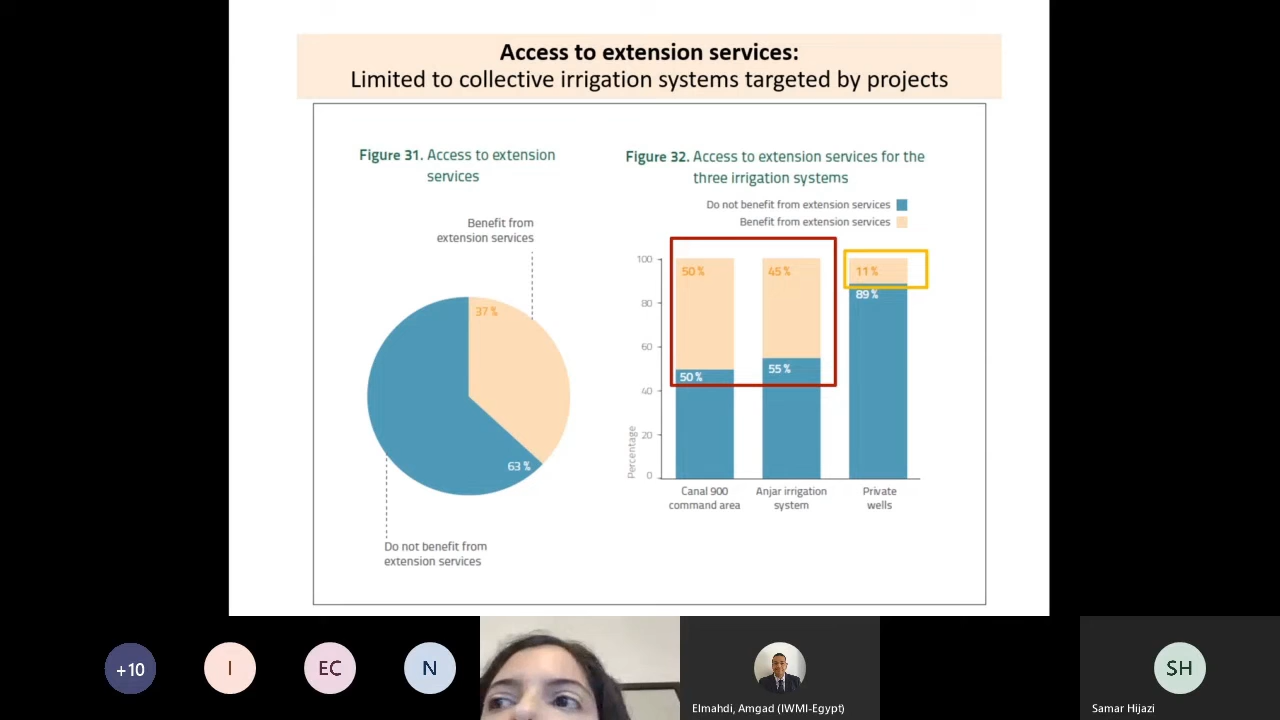 Access to extension services:
Limited to collective irrigation systems targeted by projects
Figure 31. Access to extension
services
Benefit from
extension services
37 %
63 %
Do not benefit from
extension services
Figure 32. Access to extension services for the
three irrigation systems
Do not benefit from extension services
Benefit from extension services
Percentage
100
80
60
40
20
0
50 %
45 %
11 %
50 %
55 %
89 %
Canal 900
command area
Anjar irrigation
system
Private
wells
+10
I
EC
N
Elmahdi, Amgad (IWMI-Egypt)
SH
Samar Hijazi